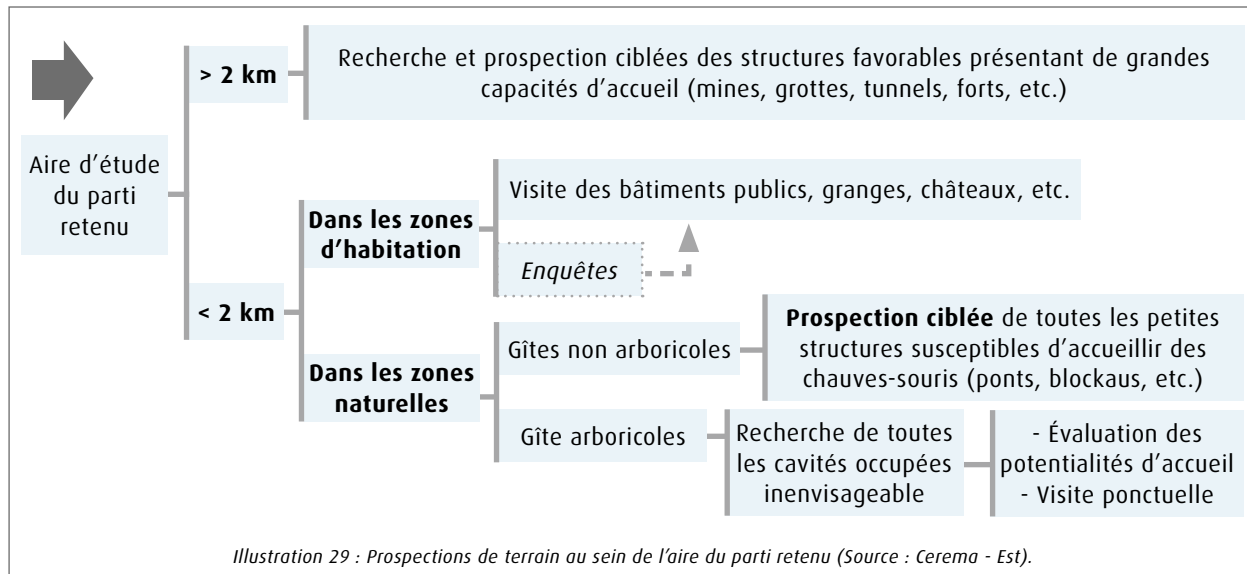 Aire d'étude
du parti
retenu
> 2 km
Recherche et prospection ciblées des structures favorables présentant de grandes
capacités d'accueil (mines, grottes, tunnels, forts, etc.)
< 2 km
Dans les zones
d'habitation
Visite des bâtiments publics, granges, châteaux, etc.
Enquêtes
Dans les zones
naturelles
Gîtes non arboricoles
Prospection ciblée de toutes les petites
structures susceptibles d'accueillir des
chauves-souris (ponts, blockaus, etc.)
Gîte arboricoles
Recherche de toutes
les cavités occupées
inenvisageable
- Évaluation des
potentialités d'accueil
- Visite ponctuelle
Illustration 29 : Prospections de terrain au sein de l'aire du parti retenu (Source : Cerema - Est).